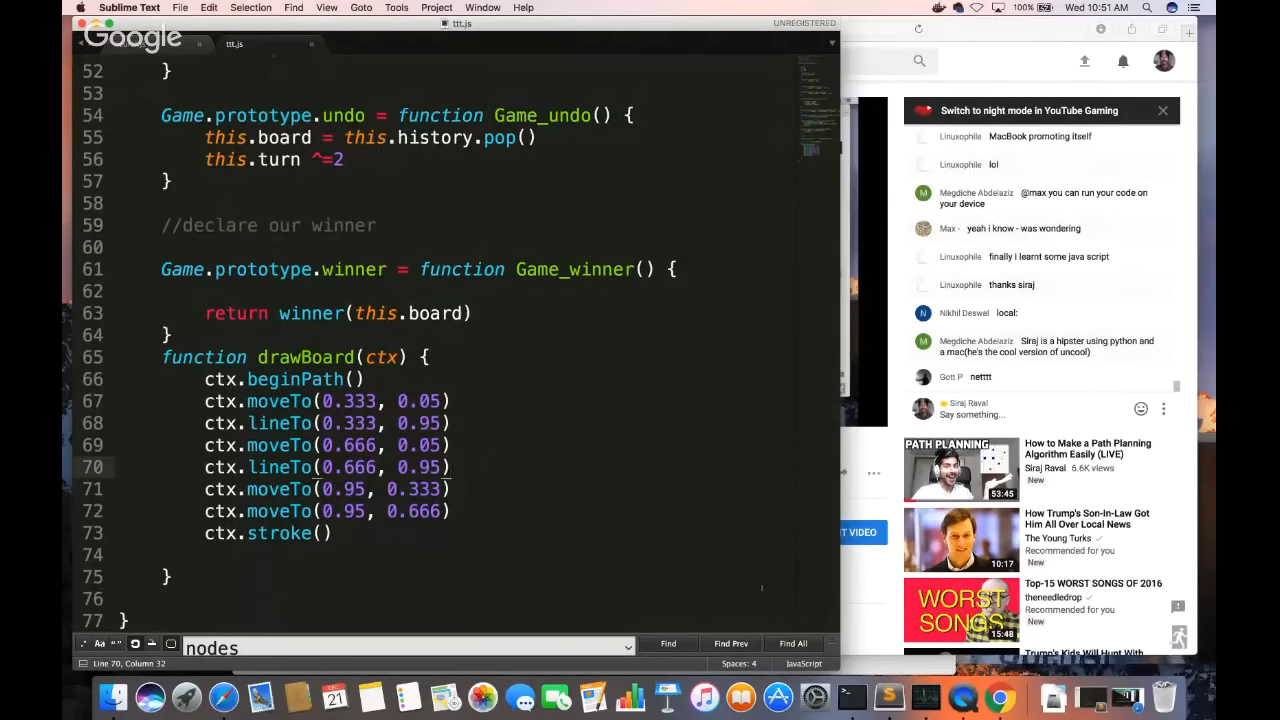 Sublime Text File Edit Selection Find View Goto Tools Project Window Help
100% Wed 10:51 AM
ttt.js
UNREGISTERED
Google
ttt.js
52 }
53
54 Game.prototype.undo = function Game_undo() {
55 this.board = this.history.pop()
56 this.turn ^=2
57 }
58
59 //declare our winner
60
61 Game.prototype.winner = function Game_winner() {
62
63 return winner(this.board)
64 }
65 function drawBoard(ctx) {
66 ctx.beginPath()
67 ctx.moveTo(0.333, 0.05)
68 ctx.lineTo(0.333, 0.95)
69 ctx.moveTo(0.666, 0.05)
70 ctx.lineTo(0.666, 0.95)
71 ctx.moveTo(0.95, 0.333)
72 ctx.moveTo(0.95, 0.666)
73 ctx.stroke()
74
75 }
76
77 }
.* Aa “”
nodes
Find
Find Prev
Find All
Line 70, Column 32
Spaces: 4
JavaScript
Switch to night mode in YouTube Gaming
Linuxophile MacBook promoting itself
Linuxophile lol
Megdiche Abdelaziz @max you can run your code on
your device
Max - yeah i know - was wondering
Linuxophile finally I learnt some java script
Linuxophile thanks siraj
Nikhil Deswal local:
Megdiche Abdelaziz Siraj is a hipster using python and
a mac(he's the cool version of uncool)
Gott P netttt
Siraj Raval
Say something...
PATH PLANNING
53:45
How to Make a Path Planning
Algorithm Easily (LIVE)
Siraj Raval 6.6K views
New
IT VIDEO
10:17
How Trump's Son-In-Law Got
Him All Over Local News
The Young Turks
Recommended for you
New
WORST
SONGS
15:48
Top-15 WORST SONGS OF 2016
theneedledrop
Recommended for you
New
Trump's Kids Will Hunt With